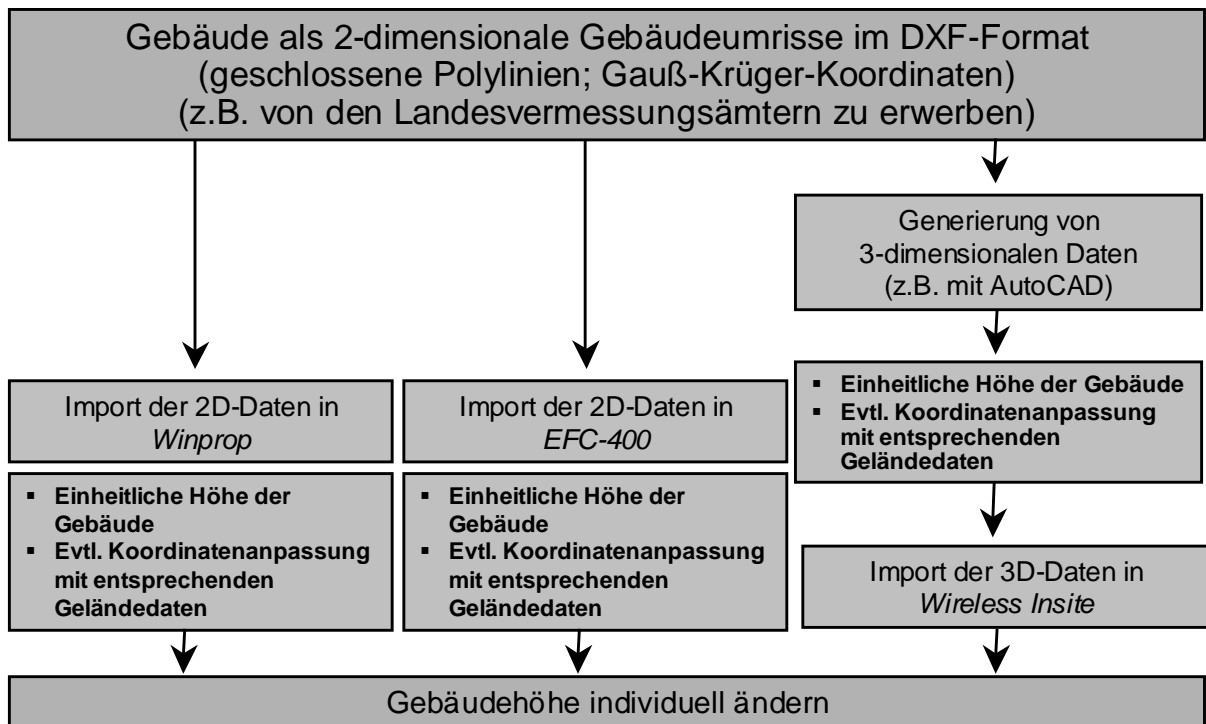 Gebäude als 2-dimensionale Gebäudeumrisse im DXF-Format
(geschlossene Polylinien; Gauß-Krüger-Koordinaten)
(z.B. von den Landesvermessungsämtern zu erwerben)
Generierung von
3-dimensionalen Daten
(z.B. mit AutoCAD)
Import der 2D-Daten in
Winprop
Import der 2D-Daten in
EFC-400
▪ Einheitliche Höhe der Gebäude
▪ Evtl. Koordinatenanpassung
mit entsprechenden
Geländedaten
▪ Einheitliche Höhe der
Gebäude
▪ Evtl. Koordinatenanpassung
mit entsprechenden
Geländedaten
▪ Einheitliche Höhe der
Gebäude
▪ Evtl. Koordinatenanpassung
mit entsprechenden
Geländedaten
Import der 3D-Daten in
Wireless Insite
Gebäudehöhe individuell ändern